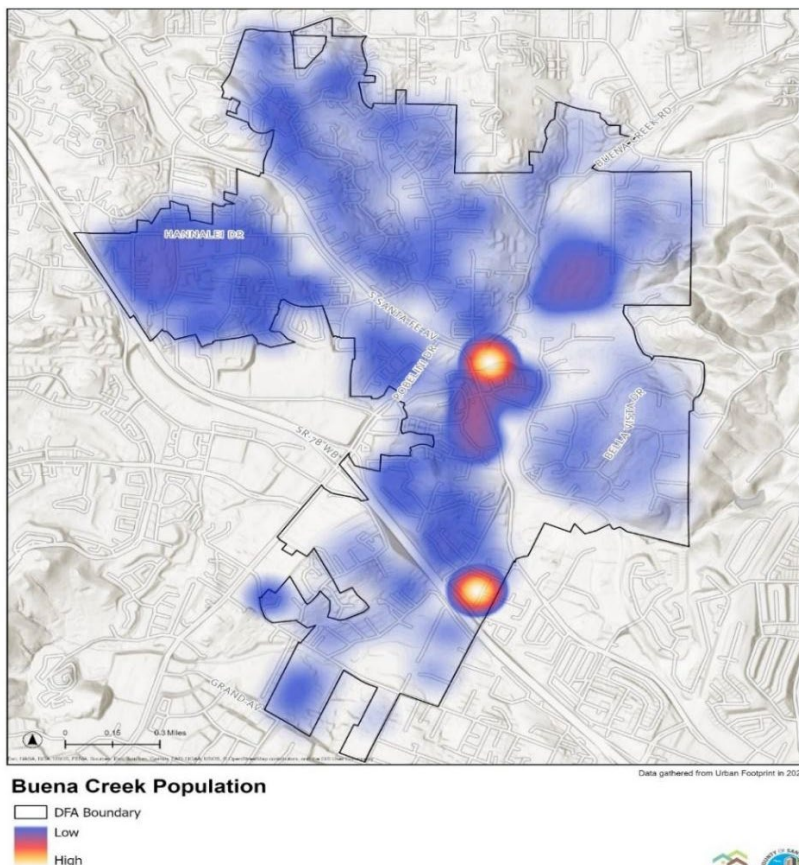 BUENA CREEK RD
HANNALEI DR
S SANTA FE AV
ROBELINI DR
BELLA VISTA DR
SR-78 WB
GRAND AV
0 0.15 0.3 Miles
Data gathered from Urban Footprint in 202
Buena Creek Population
DFA Boundary
Low
High